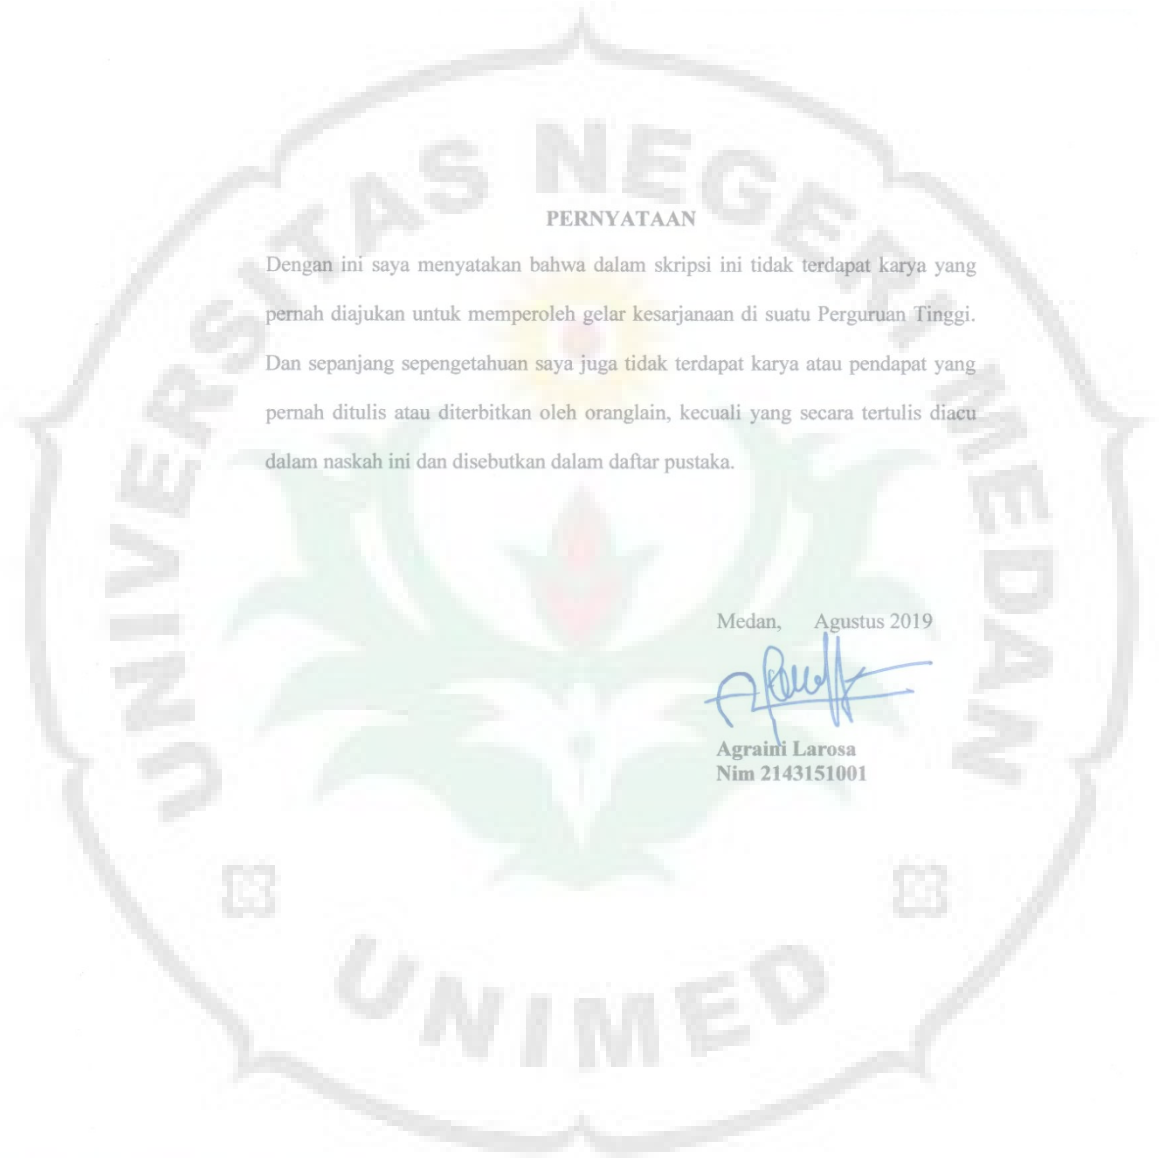 UNIVERSITAS NEGERI MEDAN
PERNYATAAN
Dengan ini saya menyatakan bahwa dalam skripsi ini tidak terdapat karya yang
pernah diajukan untuk memperoleh gelar kesarjanaan di suatu Perguruan Tinggi.
Dan sepanjang sepengetahuan saya juga tidak terdapat karya atau pendapat yang
pernah ditulis atau diterbitkan oleh oranglain, kecuali yang secara tertulis diacu
dalam naskah ini dan disebutkan dalam daftar pustaka.
Medan, Agustus 2019
Agraini Larosa
Nim 2143151001
UNIMED